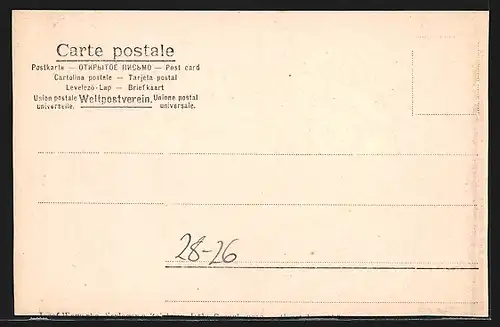 Carte postale
Postkarte — ОТКРЫТОЕ ПИСЬМО — Post card
Cartolina postale — Tarjeta postal
Levelező-Lap — Briefkaart
Union postale universelle. Weltpostverein. Unione postal universale.
28-26